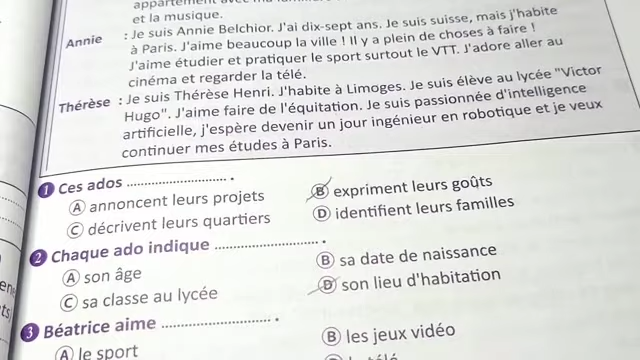 appartement avec ma
et la musique.
Annie : Je suis Annie Belchior. J'ai dix-sept ans. Je suis suisse, mais j'habite
à Paris. J'aime beaucoup la ville ! Il y a plein de choses à faire !
J'aime étudier et pratiquer le sport surtout le VTT. J'adore aller au
cinéma et regarder la télé.
Thérèse : Je suis Thérèse Henri. J'habite à Limoges. Je suis élève au lycée "Victor
Hugo". J'aime faire de l'équitation. Je suis passionnée d'intelligence
artificielle, j'espère devenir un jour ingénieur en robotique et je veux
continuer mes études à Paris.
1 Ces ados ........................ .
A annoncent leurs projets B expriment leurs goûts
C décrivent leurs quartiers D identifient leurs familles
2 Chaque ado indique ........................ .
A son âge B sa date de naissance
C sa classe au lycée D son lieu d'habitation
3 Béatrice aime ........................ .
A le sport B les jeux vidéo